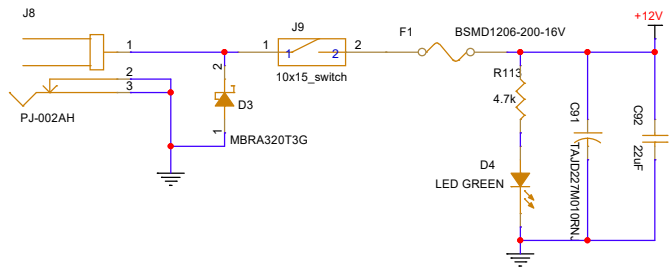 J8
1
2
3
PJ-002AH
2
D3
1
MBRA320T3G
J9
1
1
2
2
10x15_switch
F1
BSMD1206-200-16V
+12V
R113
4.7k
D4
LED GREEN
C91
TAJD227M010RNJ
C92
22uF